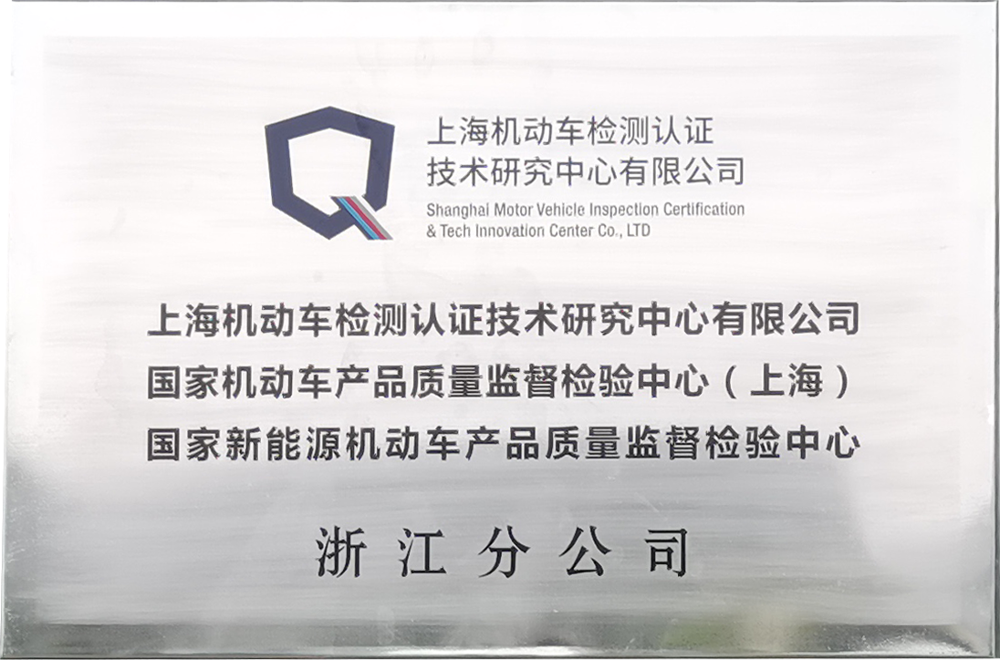 上海机动车检测认证
技术研究中心有限公司
Shanghai Motor Vehicle Inspection Certification
& Tech Innovation Center Co., LTD
上海机动车检测认证技术研究中心有限公司
国家机动车产品质量监督检验中心（上海）
国家新能源机动车产品质量监督检验中心
浙江分公司